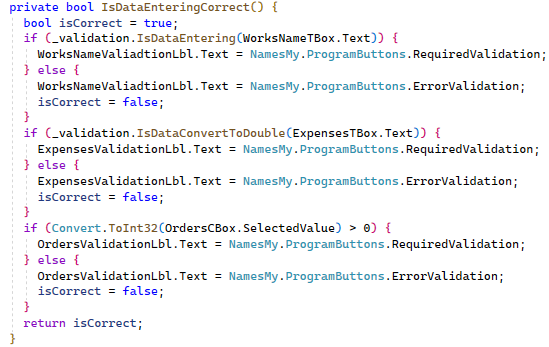 private bool IsDataEnteringCorrect() {
bool isCorrect = true;
if (_validation.IsDataEntering(WorksNameTBox.Text)) {
WorksNameValiadtionLbl.Text = NamesMy.ProgramButtons.RequiredValidation;
} else {
WorksNameValiadtionLbl.Text = NamesMy.ProgramButtons.ErrorValidation;
isCorrect = false;
}
if (_validation.IsDataConvertToDouble(ExpensesTBox.Text)) {
ExpensesValidationLbl.Text = NamesMy.ProgramButtons.RequiredValidation;
} else {
ExpensesValidationLbl.Text = NamesMy.ProgramButtons.ErrorValidation;
isCorrect = false;
}
if (Convert.ToInt32(OrdersCBox.SelectedValue) > 0) {
OrdersValidationLbl.Text = NamesMy.ProgramButtons.RequiredValidation;
} else {
OrdersValidationLbl.Text = NamesMy.ProgramButtons.ErrorValidation;
isCorrect = false;
}
return isCorrect;
}